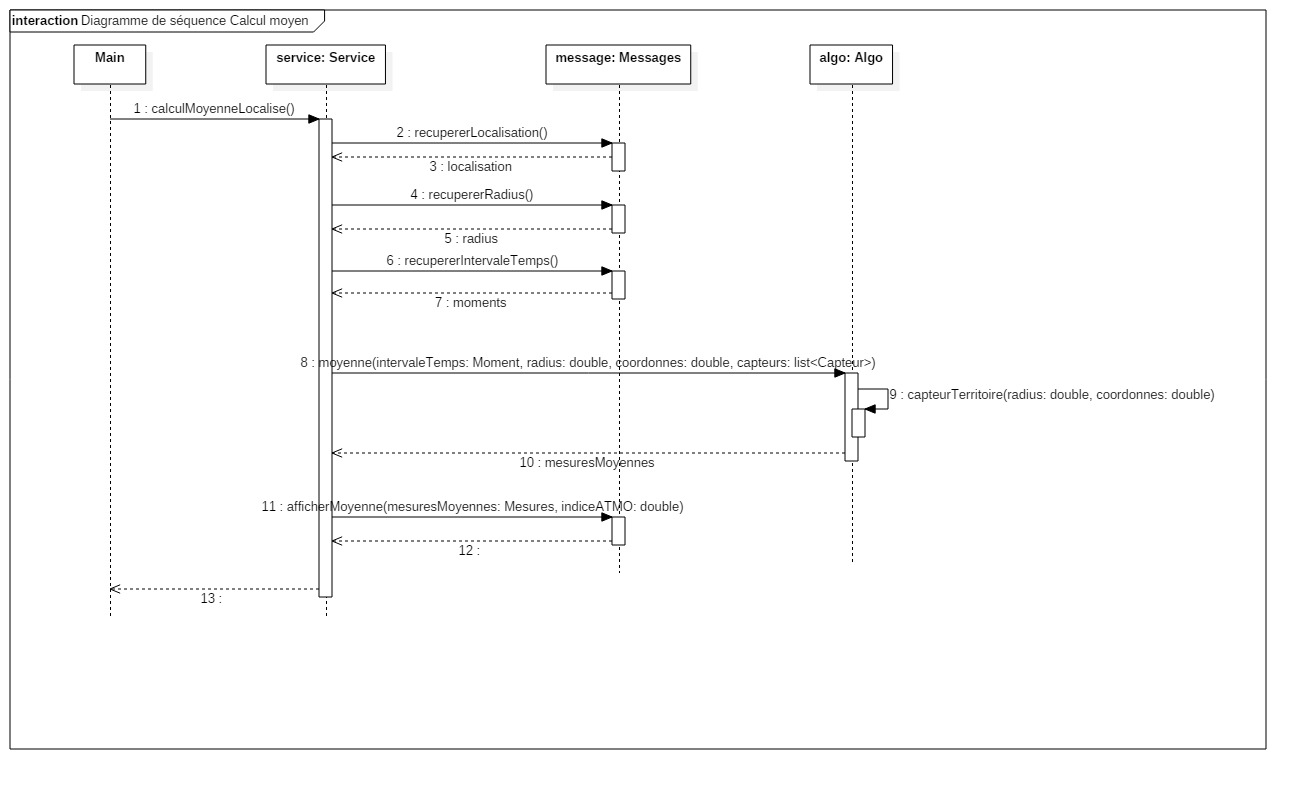 interaction Diagramme de séquence Calcul moyen
Main
service: Service
message: Messages
algo: Algo
1 : calculMoyenneLocalise()
2 : recupererLocalisation()
3 : localisation
4 : recupererRadius()
5 : radius
6 : recupererIntervaleTemps()
7 : moments
8 : moyenne(intervaleTemps: Moment, radius: double, coordonnes: double, capteurs: list<Capteur>)
9 : capteurTerritoire(radius: double, coordonnes: double)
10 : mesuresMoyennes
11 : afficherMoyenne(mesuresMoyennes: Mesures, indiceATMO: double)
12 :
13 :